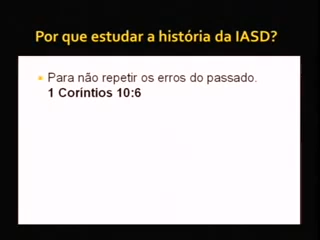 Por que estudar a história da IASD?
Para não repetir os erros do passado.
1 Coríntios 10:6